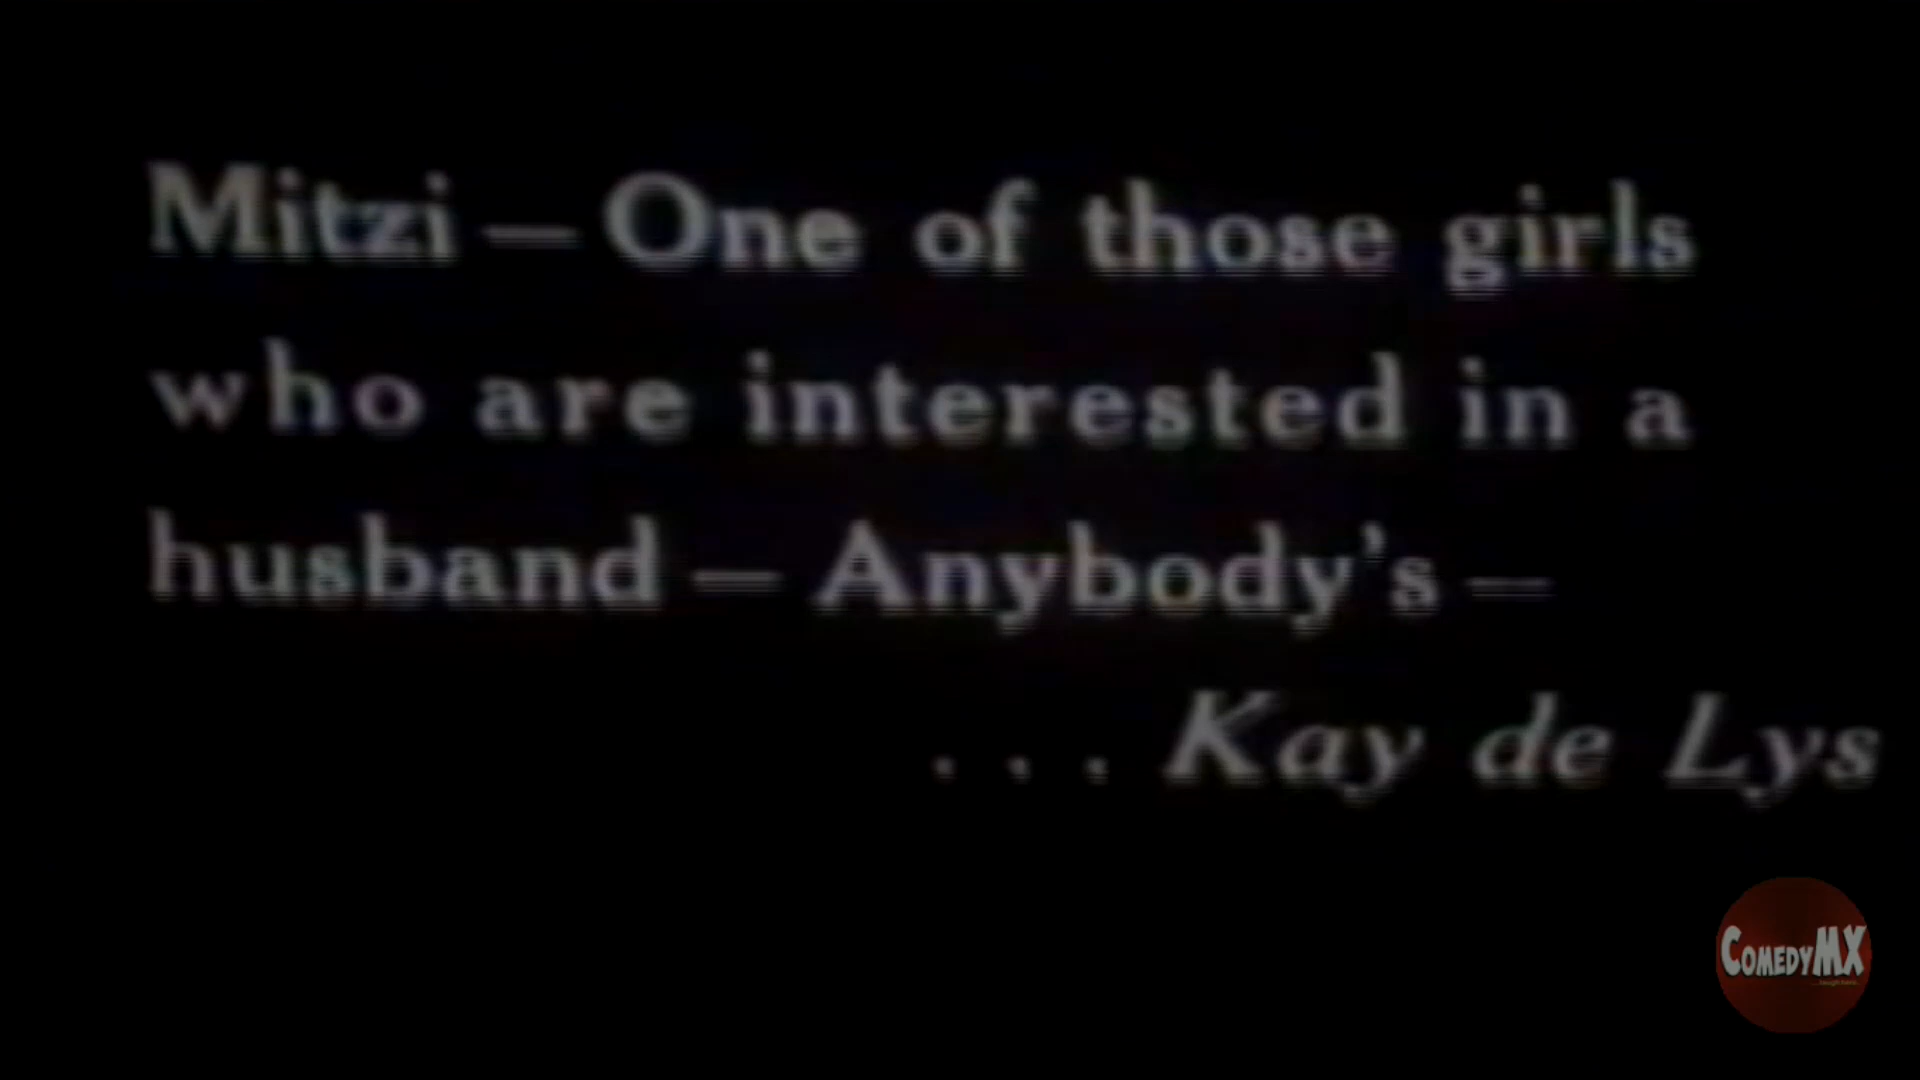 Mitzi — One of those girls
who are interested in a
husband — Anybody's —
. . . Kay de Lys
COMEDYMX